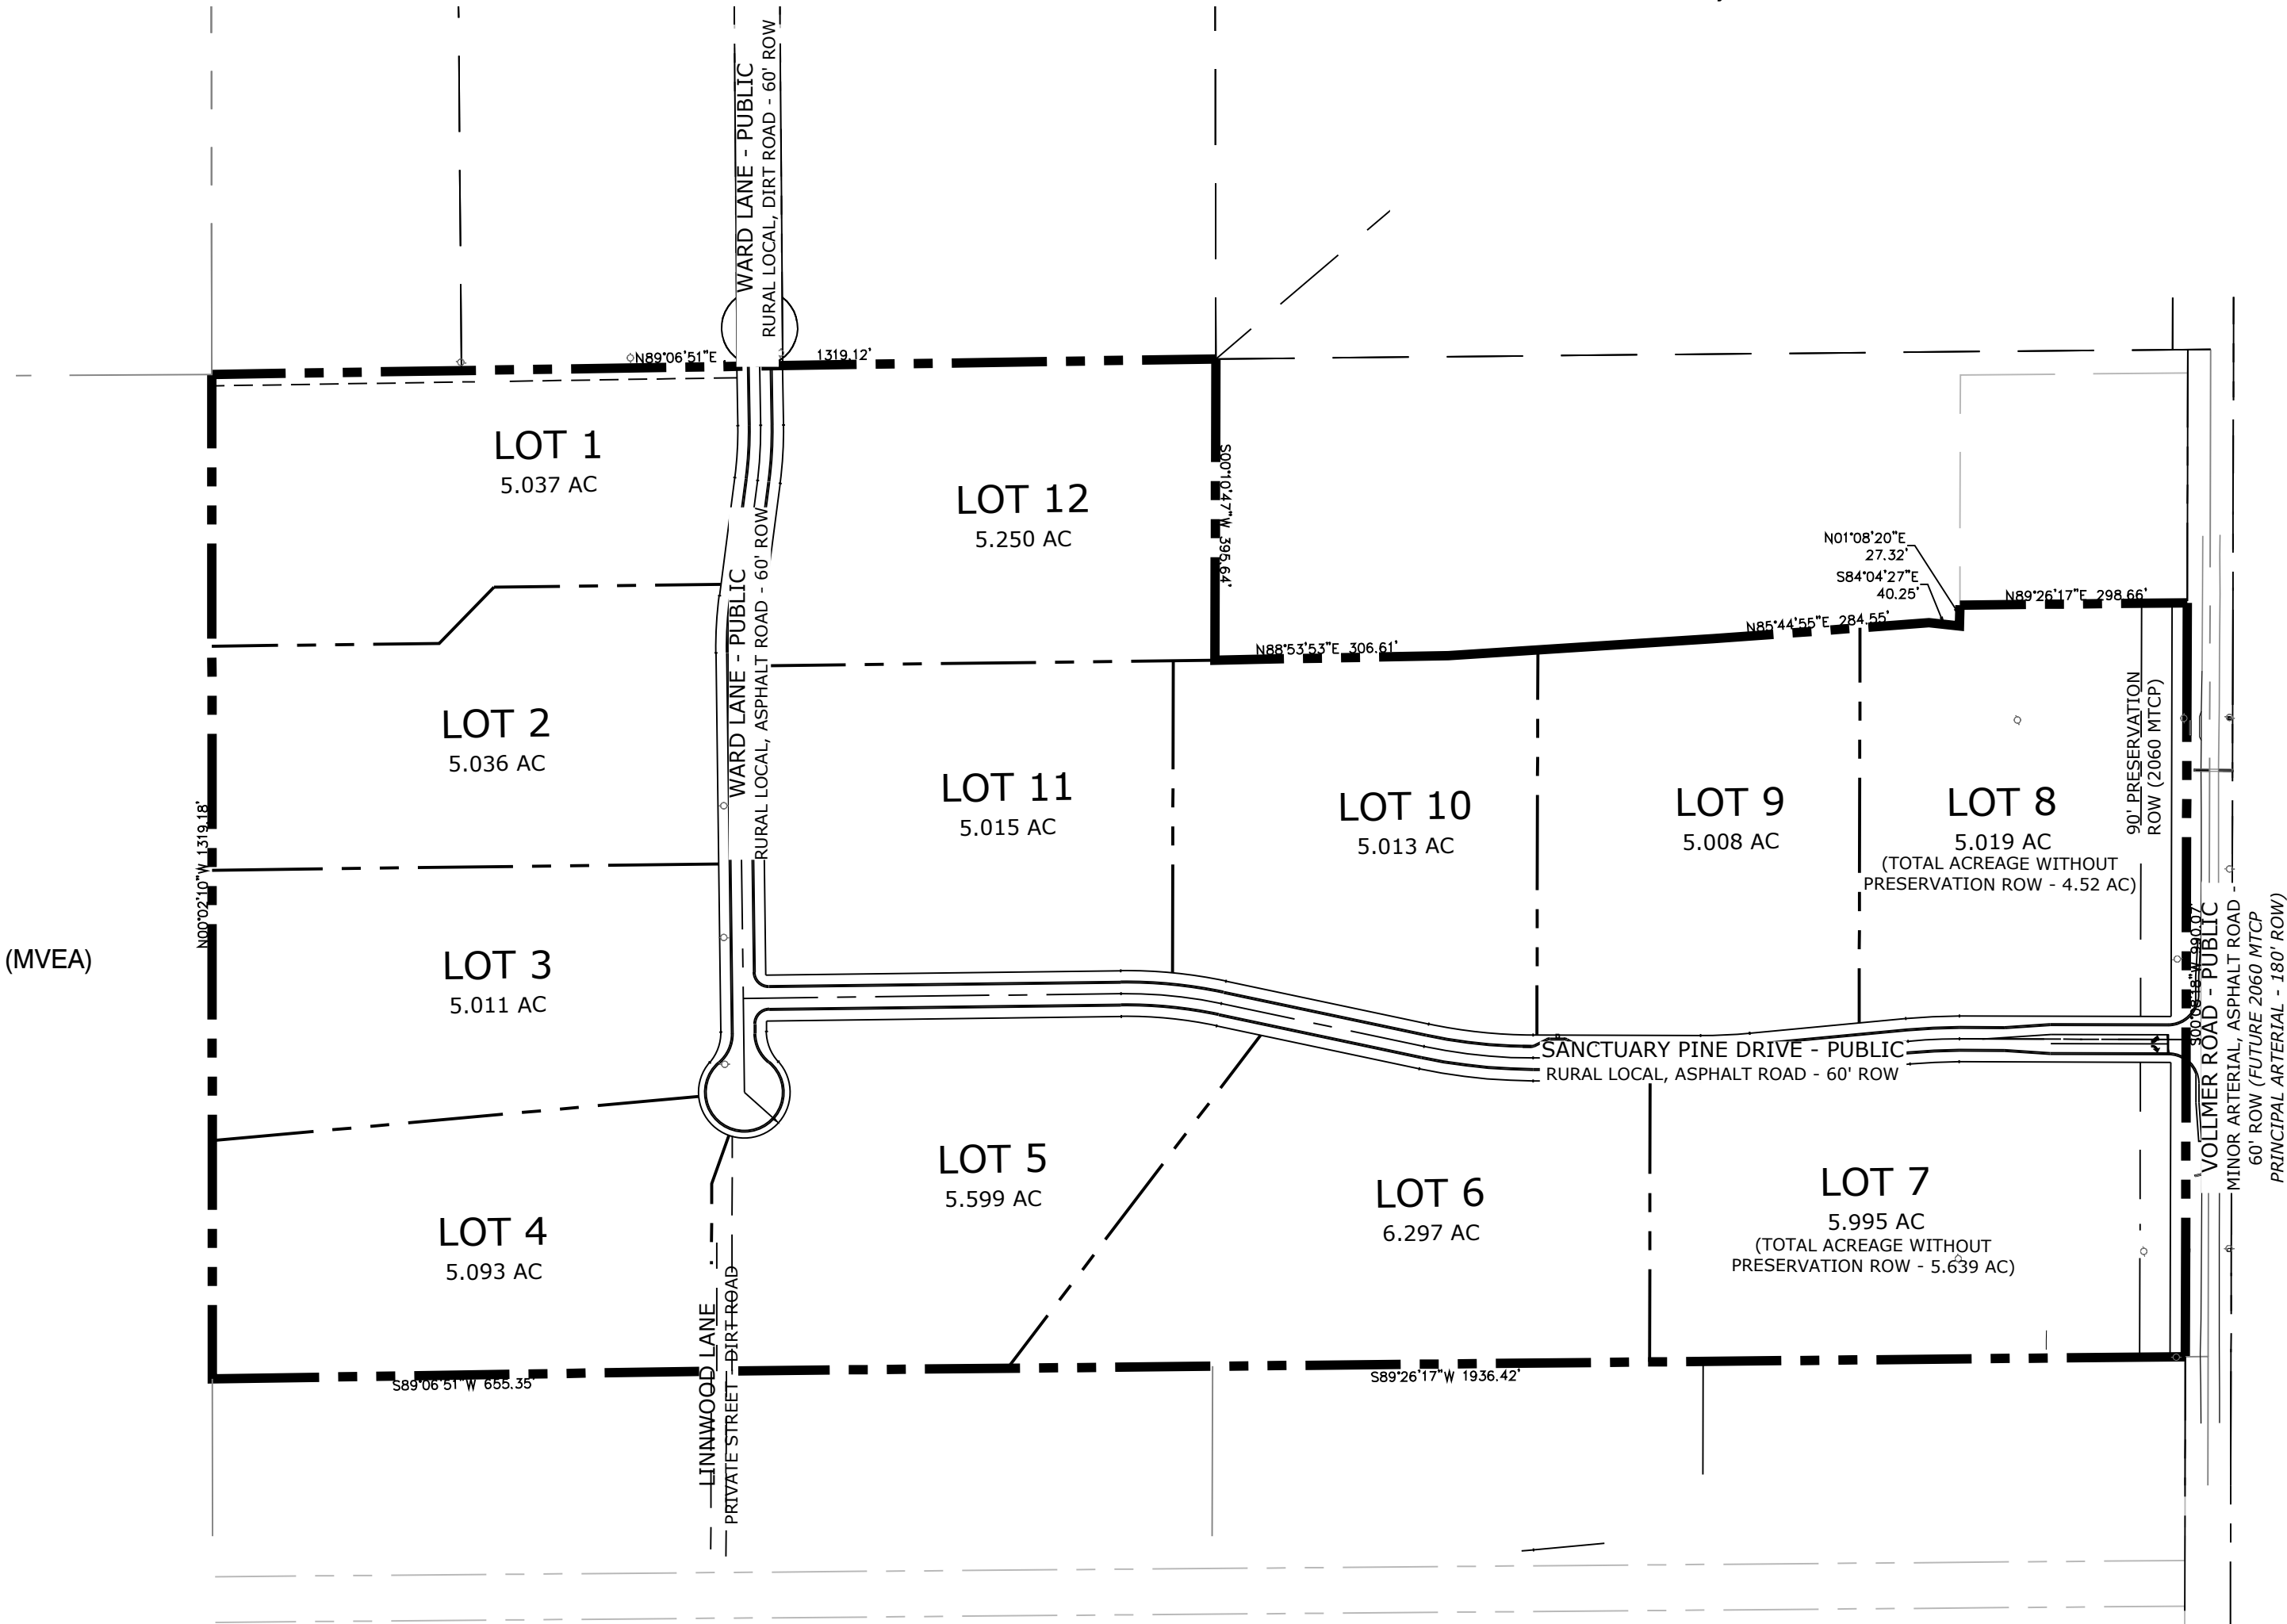 WARD LANE - PUBLIC
RURAL LOCAL, DIRT ROAD - 60' ROW
N89°06'51"E
1319.12'
LOT 1
5.037 AC
LOT 12
5.250 AC
S00°10'47"W 395.64'
N01°08'20"E
27.32'
S84°04'27"E
40.25'
N89°26'17"E 298.66'
N85°44'55"E 284.55'
N88°53'53"E 306.61'
WARD LANE - PUBLIC
RURAL LOCAL, ASPHALT ROAD - 60' ROW
LOT 2
5.036 AC
LOT 11
5.015 AC
LOT 10
5.013 AC
LOT 9
5.008 AC
LOT 8
5.019 AC
(TOTAL ACREAGE WITHOUT
PRESERVATION ROW - 4.52 AC)
90' PRESERVATION
ROW (2060 MTCP)
N00°02'10"W 1319.18'
(MVEA)
LOT 3
5.011 AC
S00°08'18"W 990.07'
VOLLMER ROAD - PUBLIC
MINOR ARTERIAL, ASPHALT ROAD -
60' ROW (FUTURE 2060 MTCP
PRINCIPAL ARTERIAL - 180' ROW)
SANCTUARY PINE DRIVE - PUBLIC
RURAL LOCAL, ASPHALT ROAD - 60' ROW
LOT 4
5.093 AC
LOT 5
5.599 AC
LOT 6
6.297 AC
LOT 7
5.995 AC
(TOTAL ACREAGE WITHOUT
PRESERVATION ROW - 5.639 AC)
LINNWOOD LANE
PRIVATE STREET DIRT ROAD
S89°06'51"W 655.35'
S89°26'17"W 1936.42'